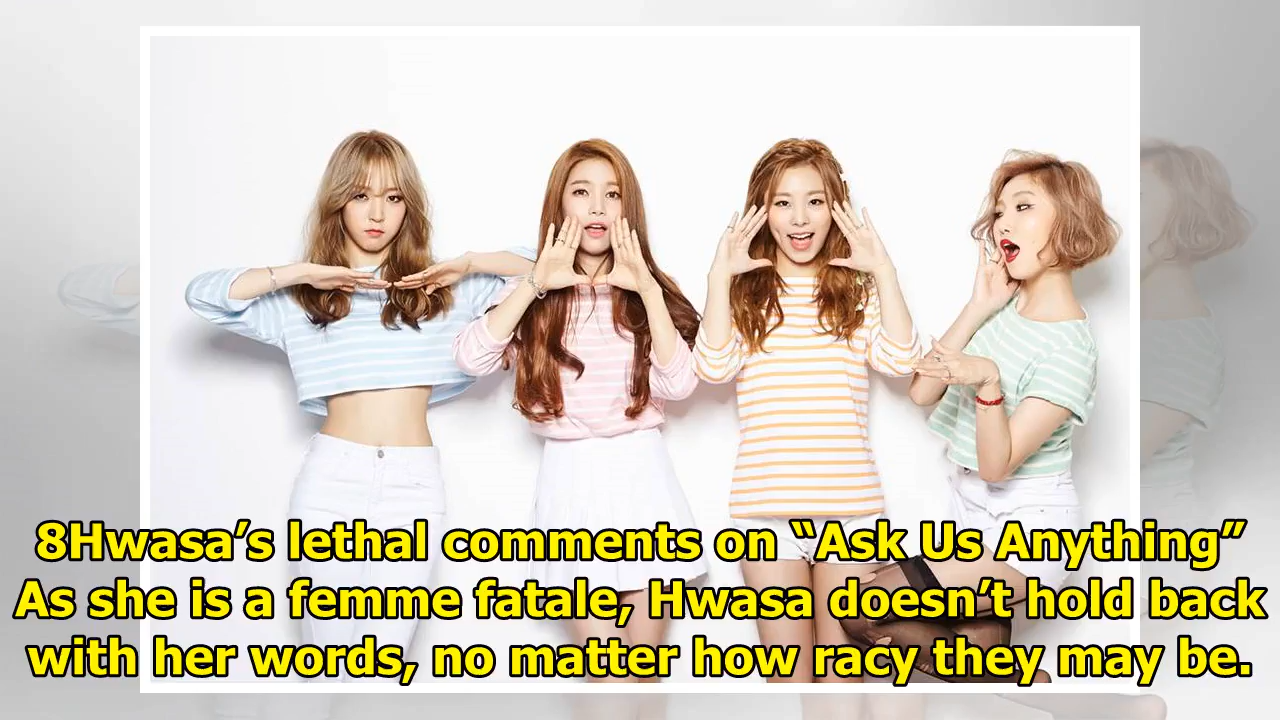 8Hwasa’s lethal comments on “Ask Us Anything”
As she is a femme fatale, Hwasa doesn’t hold back
with her words, no matter how racy they may be.